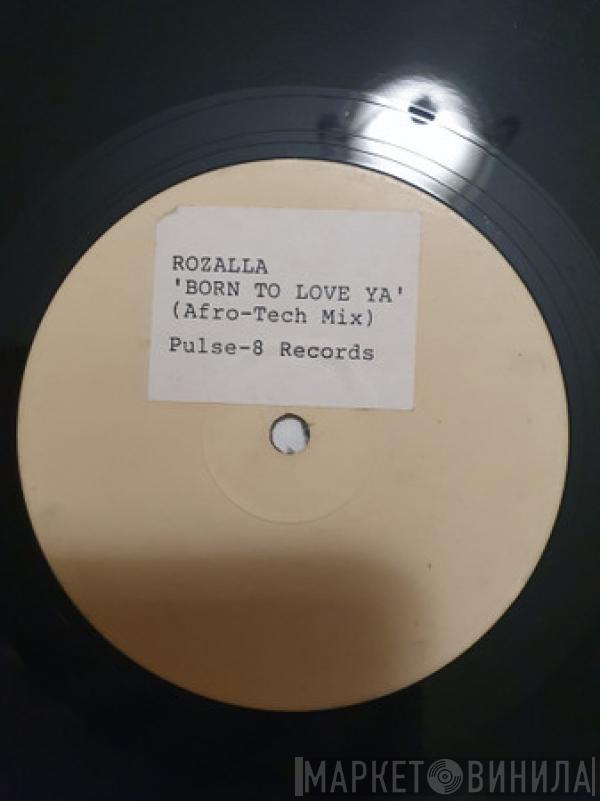 ROZALLA
'BORN TO LOVE YA'
(Afro-Tech Mix)
Pulse-8 Records
МАРКЕТ ВИНИЛА